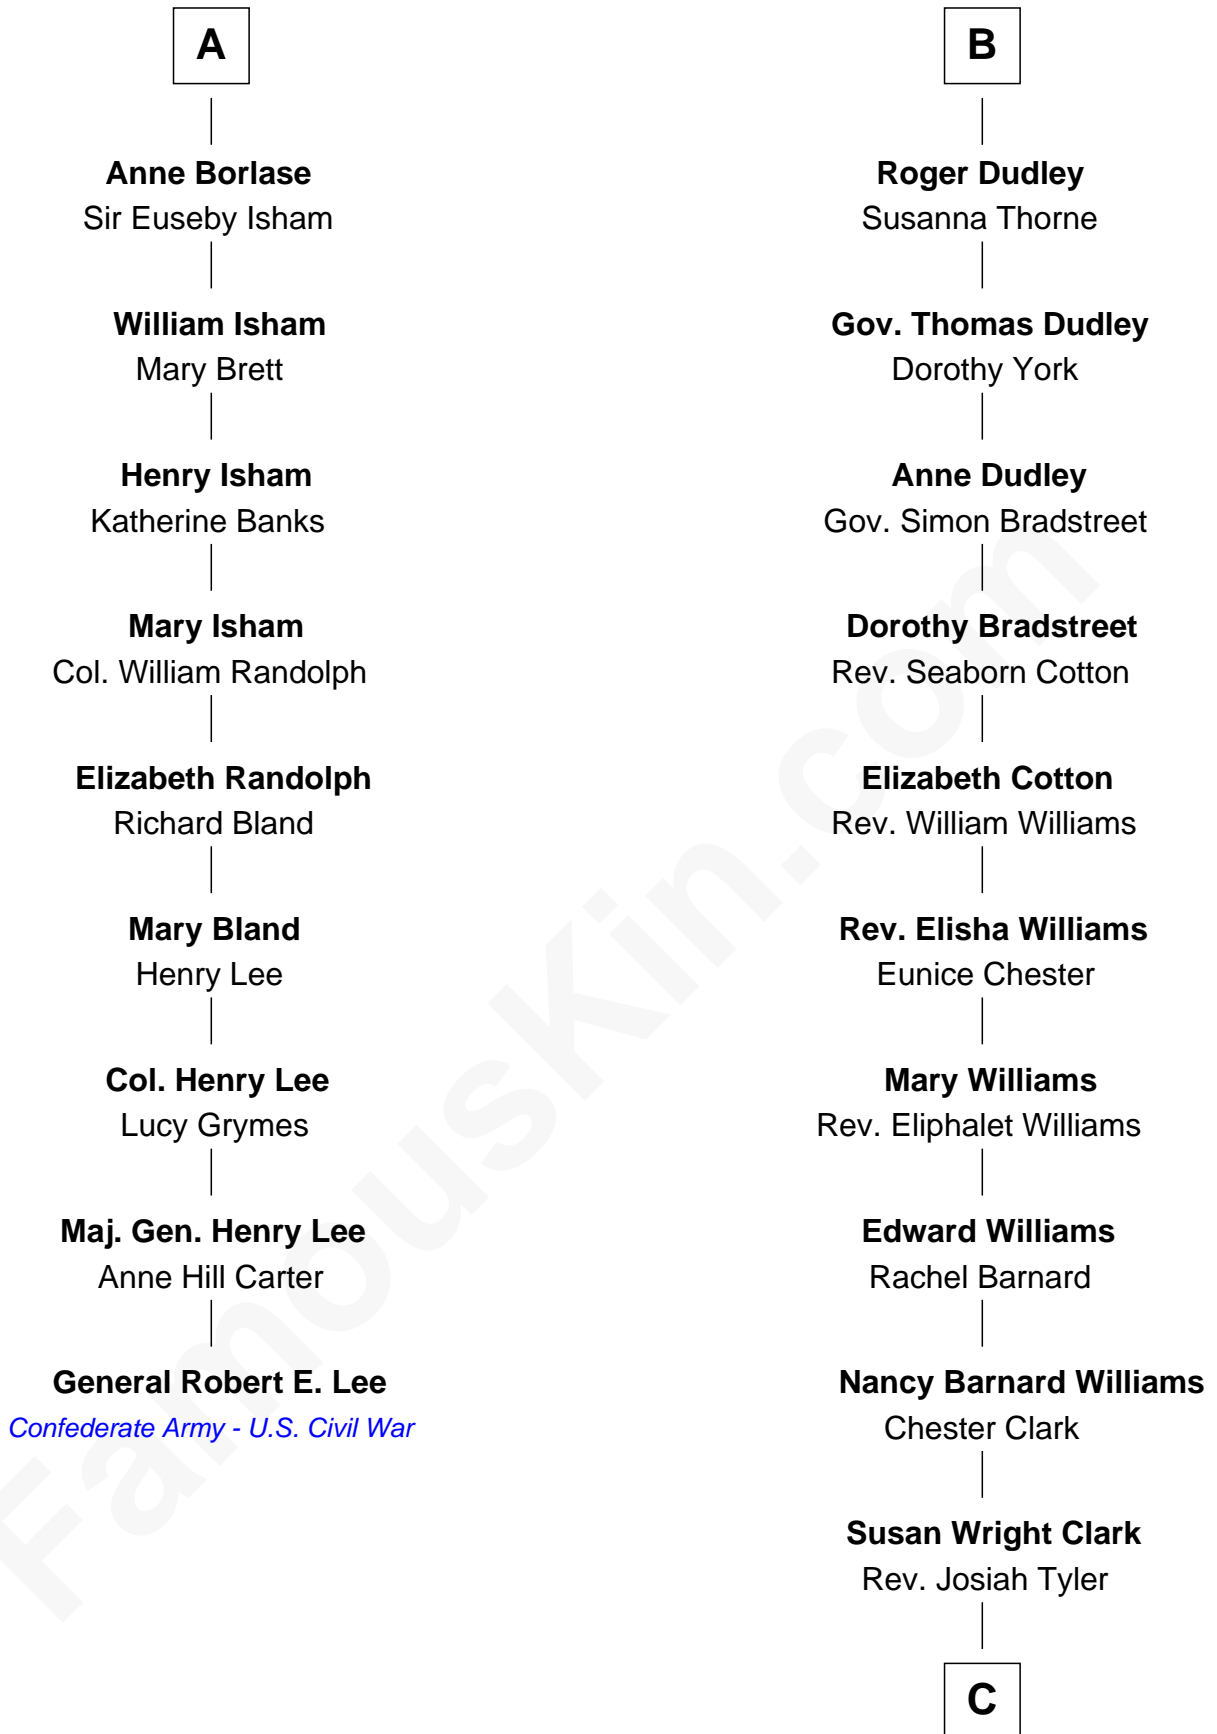 A
Anne Borlase
Sir Euseby Isham
William Isham
Mary Brett
Henry Isham
Katherine Banks
Mary Isham
Col. William Randolph
Elizabeth Randolph
Richard Bland
Mary Bland
Henry Lee
Col. Henry Lee
Lucy Grymes
Maj. Gen. Henry Lee
Anne Hill Carter
General Robert E. Lee
Confederate Army - U.S. Civil War
B
Roger Dudley
Susanna Thorne
Gov. Thomas Dudley
Dorothy York
Anne Dudley
Gov. Simon Bradstreet
Dorothy Bradstreet
Rev. Seaborn Cotton
Elizabeth Cotton
Rev. William Williams
Rev. Elisha Williams
Eunice Chester
Mary Williams
Rev. Eliphalet Williams
Edward Williams
Rachel Barnard
Nancy Barnard Williams
Chester Clark
Susan Wright Clark
Rev. Josiah Tyler
C
FamousKin.com